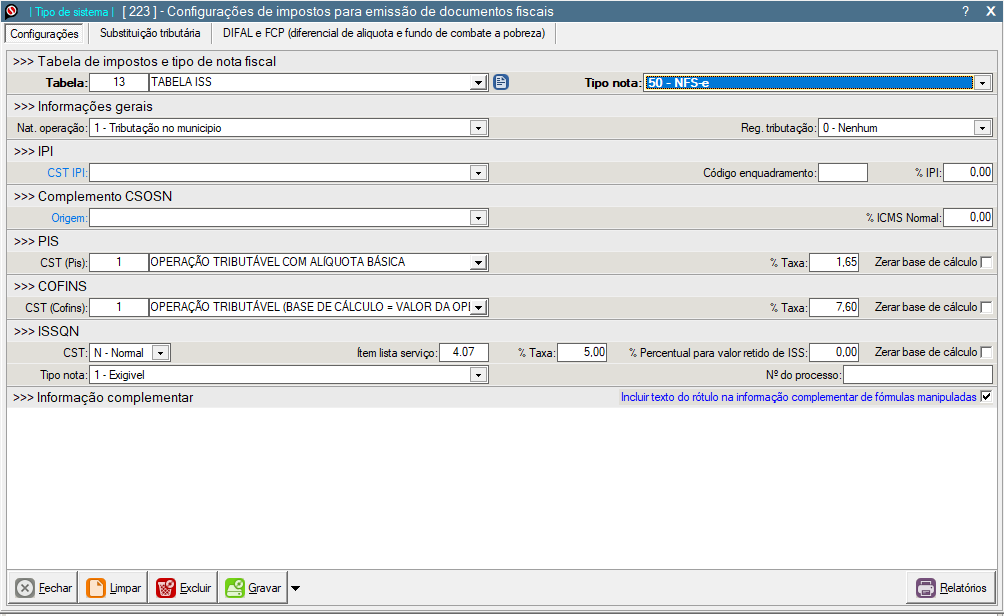 | Tipo de sistema | [ 223 ] - Configurações de impostos para emissão de documentos fiscais ? X
Configurações Substituição tributária DIFAL e FCP (diferencial de aliquota e fundo de combate a pobreza)
>>> Tabela de impostos e tipo de nota fiscal
Tabela: 13 TABELA ISS Tipo nota: 50 - NFS-e
>>> Informações gerais
Nat. operação: 1 - Tributação no municipio Reg. tributação: 0 - Nenhum
>>> IPI
CST IPI: Código enquadramento: % IPI: 0,00
>>> Complemento CSOSN
Origem: % ICMS Normal: 0,00
>>> PIS
CST (Pis): 1 OPERAÇÃO TRIBUTÁVEL COM ALÍQUOTA BÁSICA % Taxa: 1,65 Zerar base de cálculo
>>> COFINS
CST (Cofins): 1 OPERAÇÃO TRIBUTÁVEL (BASE DE CÁLCULO = VALOR DA OPI % Taxa: 7,60 Zerar base de cálculo
>>> ISSQN
CST: N - Normal Ítem lista serviço: 4.07 % Taxa: 5,00 % Percentual para valor retido de ISS: 0,00 Zerar base de cálculo
Tipo nota: 1 - Exigivel Nº do processo:
>>> Informação complementar Incluir texto do rótulo na informação complementar de fórmulas manipuladas
Fechar Limpar Excluir Gravar Relatórios